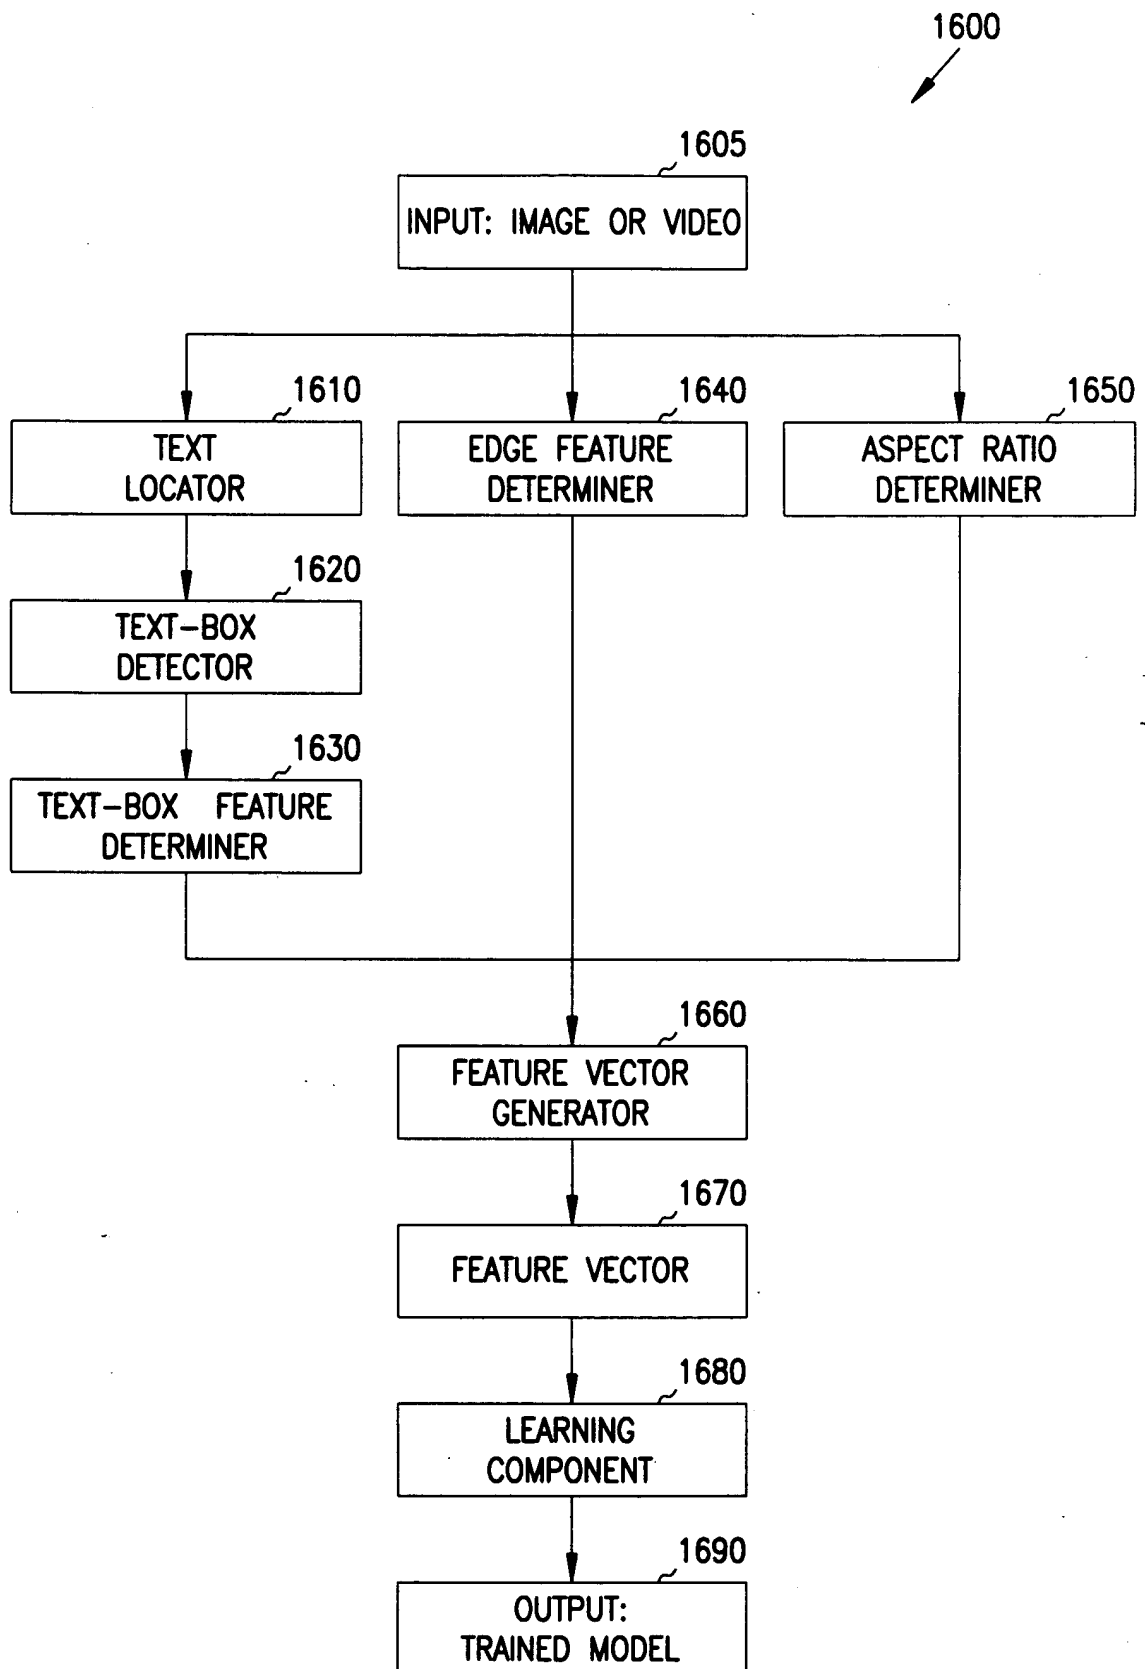 1600
1605
INPUT: IMAGE OR VIDEO
1610
TEXT
LOCATOR
1640
EDGE FEATURE
DETERMINER
1650
ASPECT RATIO
DETERMINER
1620
TEXT-BOX
DETECTOR
1630
TEXT-BOX FEATURE
DETERMINER
1660
FEATURE VECTOR
GENERATOR
1670
FEATURE VECTOR
1680
LEARNING
COMPONENT
1690
OUTPUT:
TRAINED MODEL